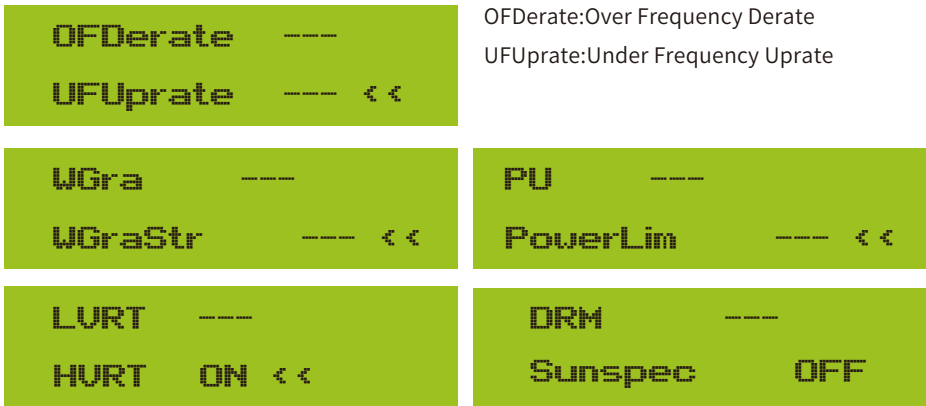 OFDerate ---
UFUprate --- <<
OFDerate:Over Frequency Derate
UFUprate:Under Frequency Uprate
WGra ---
WGraStr --- <<
PU ---
PowerLim --- <<
LVRT ---
HVRT ON <<
DRM ---
Sunspec OFF